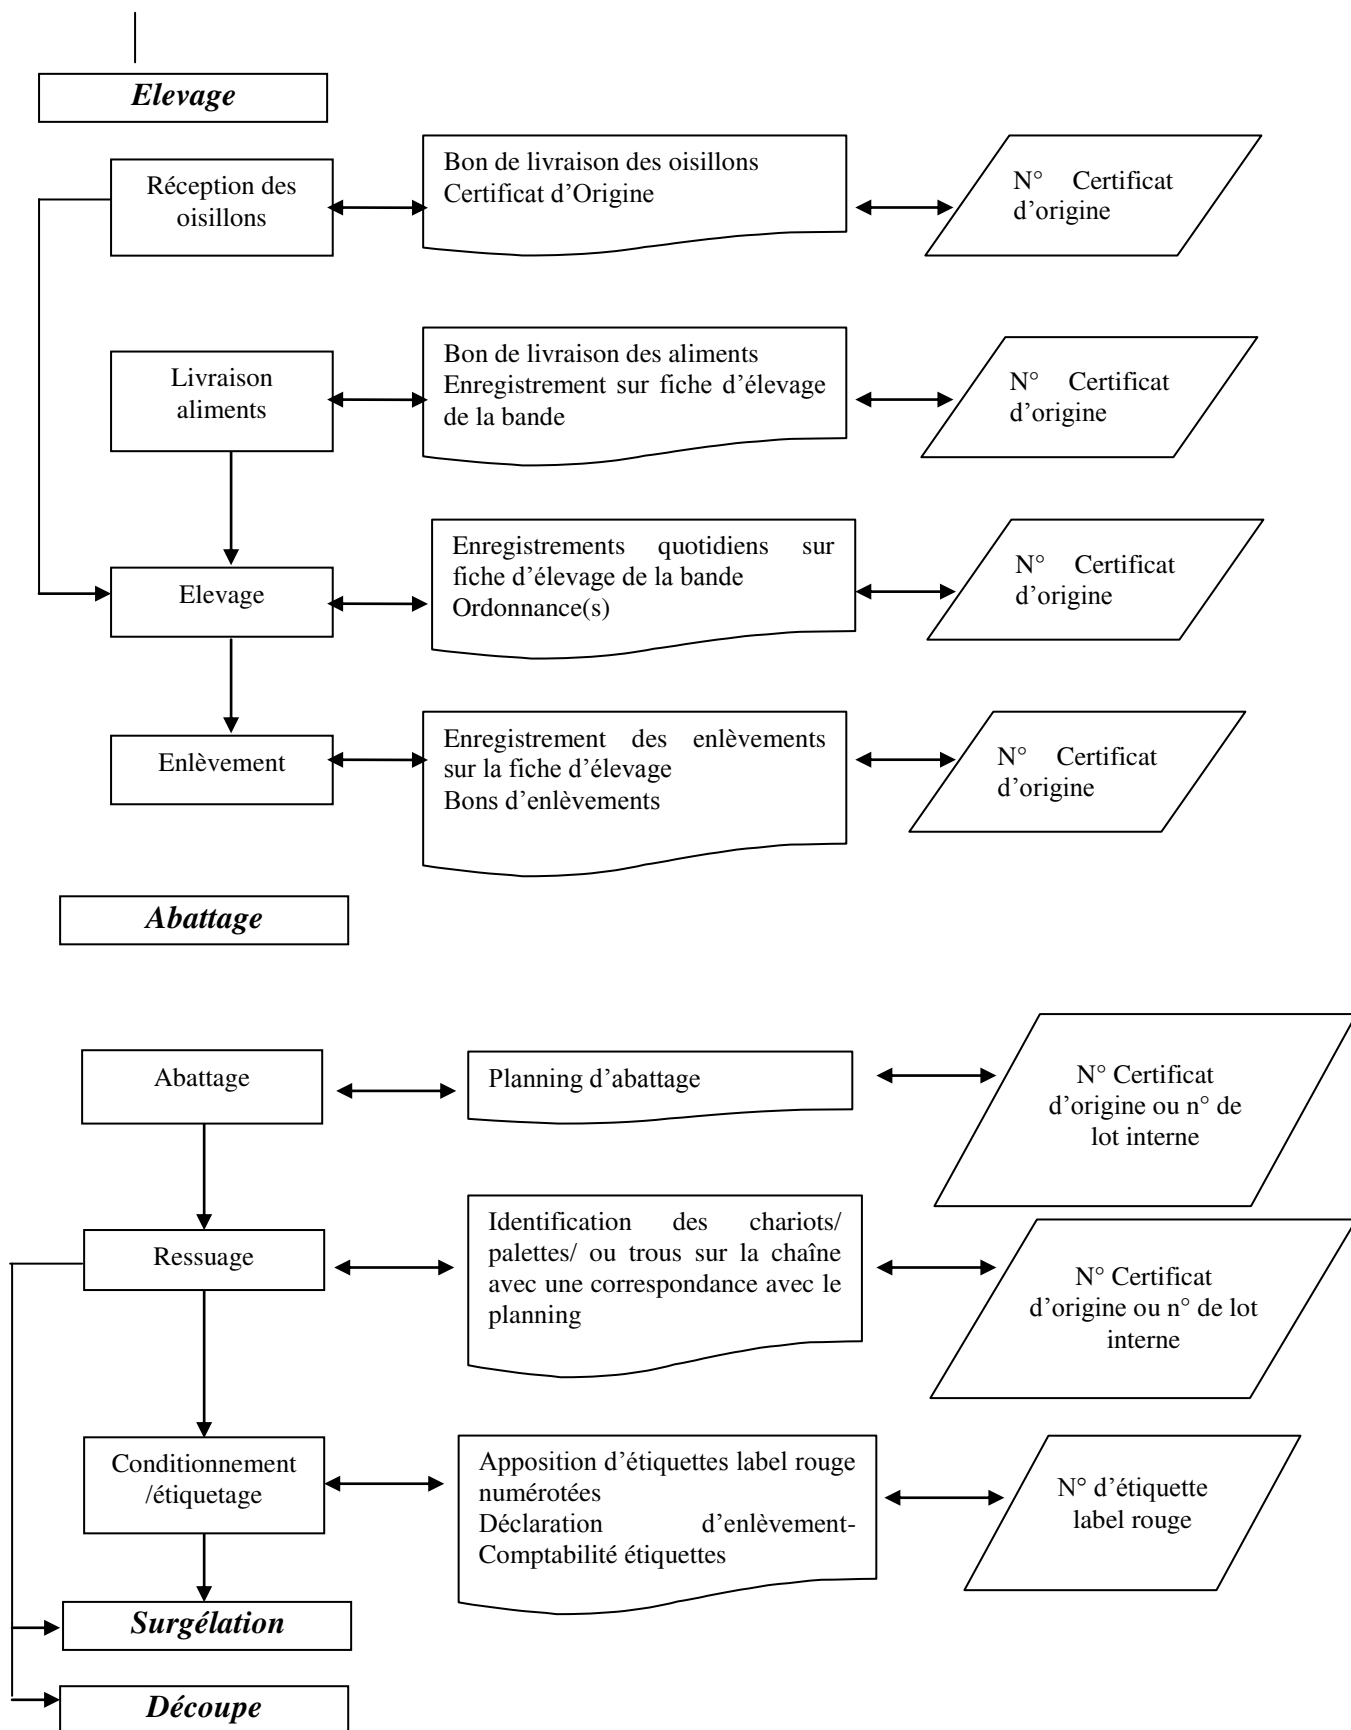 Elevage
Réception des
oisillons
Bon de livraison des oisillons
Certificat d’Origine
N° Certificat
d’origine
Livraison
aliments
Bon de livraison des aliments
Enregistrement sur fiche d’élevage
de la bande
N° Certificat
d’origine
Elevage
Enregistrements quotidiens sur
fiche d’élevage de la bande
Ordonnance(s)
N° Certificat
d’origine
Enlèvement
Enregistrement des enlèvements
sur la fiche d’élevage
Bons d’enlèvements
N° Certificat
d’origine
Abattage
Abattage
Planning d’abattage
N° Certificat
d’origine ou n° de
lot interne
Ressuage
Identification des chariots/
palettes/ ou trous sur la chaîne
avec une correspondance avec le
planning
N° Certificat
d’origine ou n° de lot
interne
Conditionnement
/étiquetage
Apposition d’étiquettes label rouge
numérotées
Déclaration d’enlèvement-
Comptabilité étiquettes
N° d’étiquette
label rouge
Surgélation
Découpe